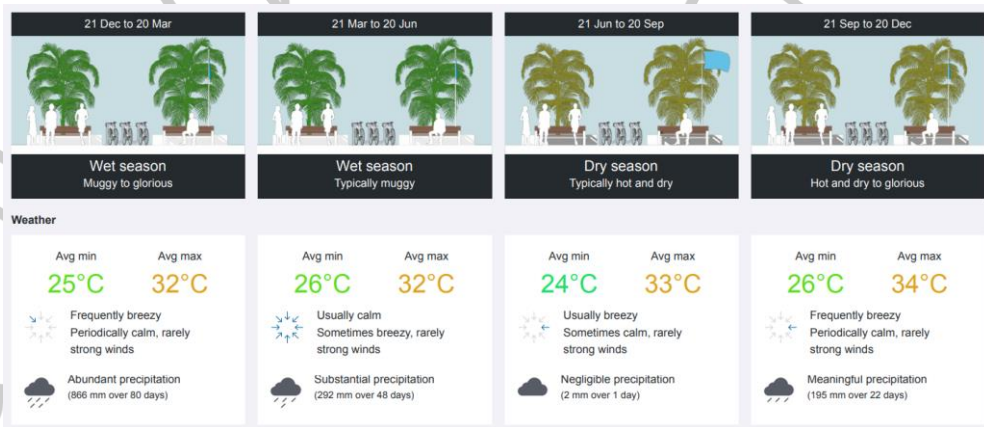 21 Dec to 20 Mar
Wet season
Muggy to glorious
21 Mar to 20 Jun
Wet season
Typically muggy
21 Jun to 20 Sep
Dry season
Typically hot and dry
21 Sep to 20 Dec
Dry season
Hot and dry to glorious
Weather
Avg min Avg max
25°C 32°C
Frequently breezy
Periodically calm, rarely
strong winds
Abundant precipitation
(866 mm over 80 days)
Avg min Avg max
26°C 32°C
Usually calm
Sometimes breezy, rarely
strong winds
Substantial precipitation
(292 mm over 48 days)
Avg min Avg max
24°C 33°C
Usually breezy
Sometimes calm, rarely
strong winds
Negligible precipitation
(2 mm over 1 day)
Avg min Avg max
26°C 34°C
Frequently breezy
Periodically calm, rarely
strong winds
Meaningful precipitation
(195 mm over 22 days)